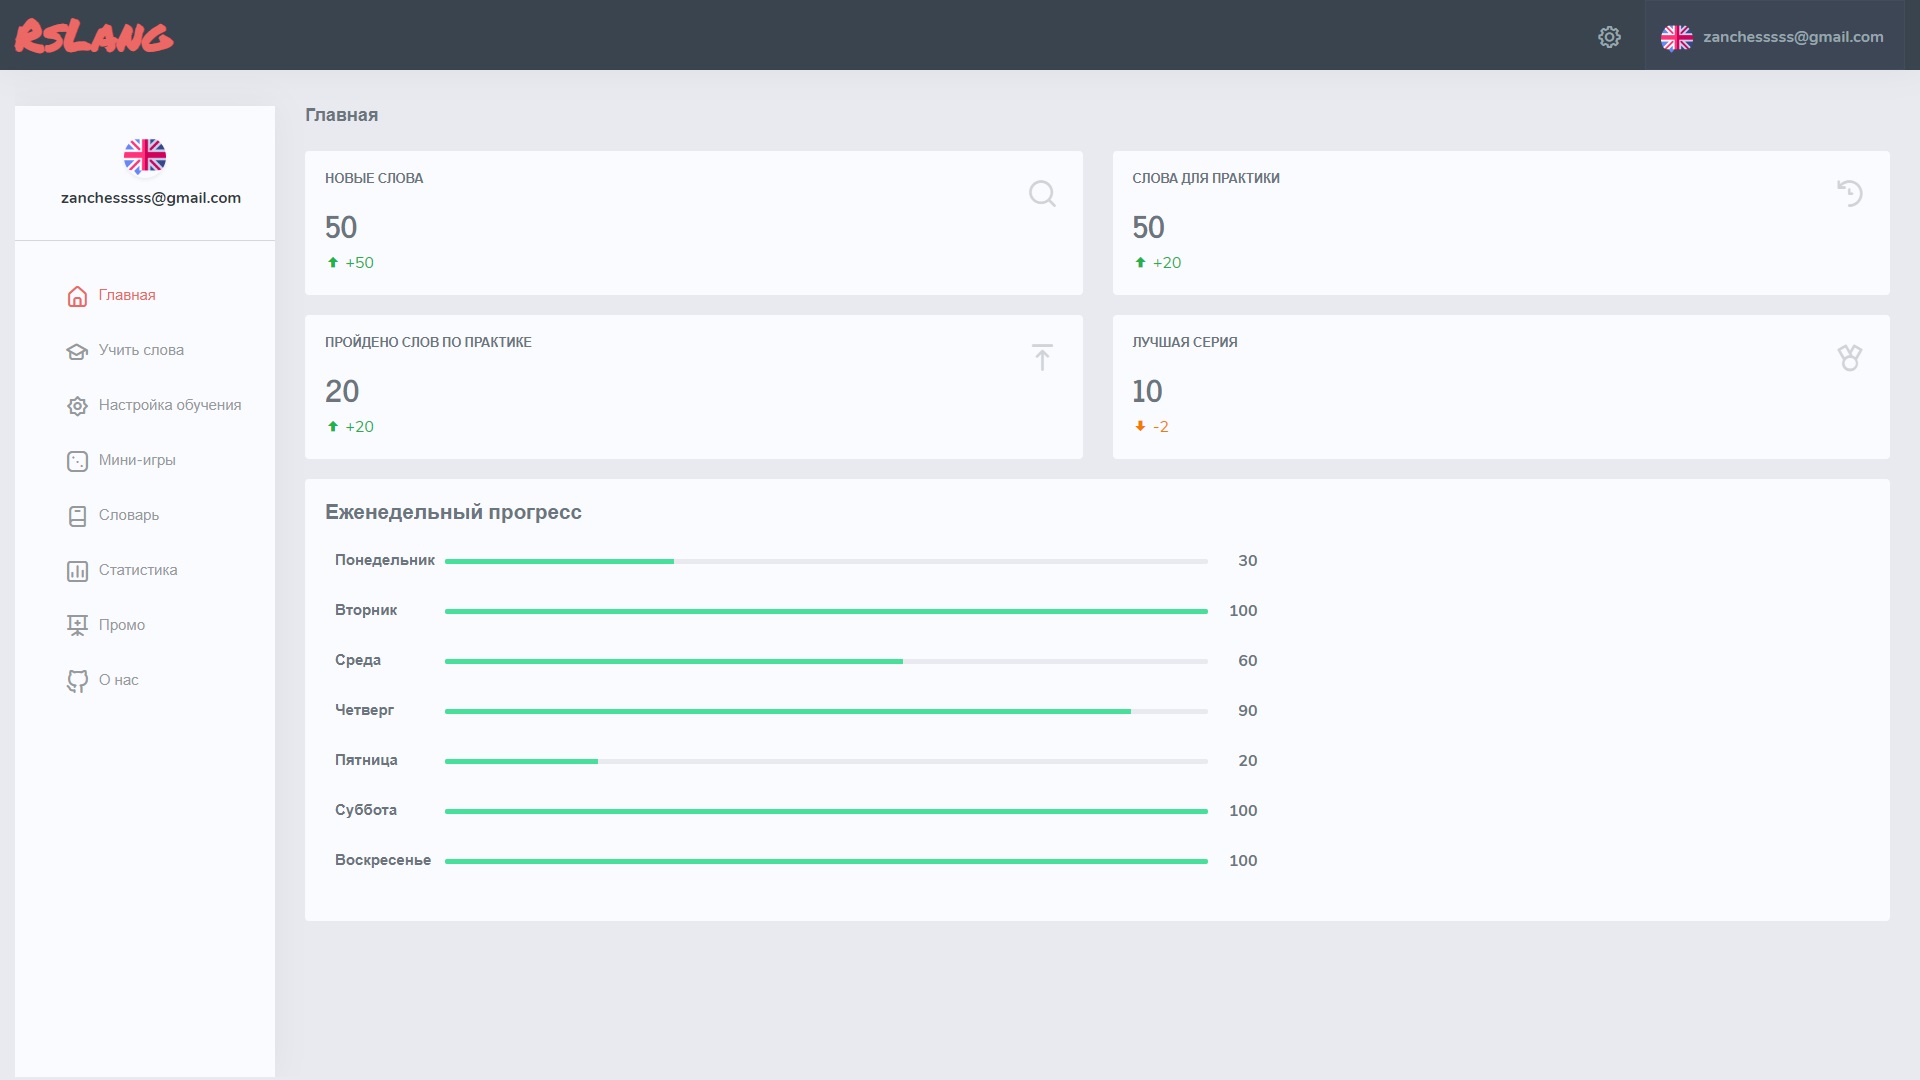 RSLang
zanchesssss@gmail.com
zanchesssss@gmail.com
Главная
Учить слова
Настройка обучения
Мини-игры
Словарь
Статистика
Промо
О нас
Главная
НОВЫЕ СЛОВА
50
+50
СЛОВА ДЛЯ ПРАКТИКИ
50
+20
ПРОЙДЕНО СЛОВ ПО ПРАКТИКЕ
20
+20
ЛУЧШАЯ СЕРИЯ
10
-2
Еженедельный прогресс
Понедельник 30
Вторник 100
Среда 60
Четверг 90
Пятница 20
Суббота 100
Воскресенье 100